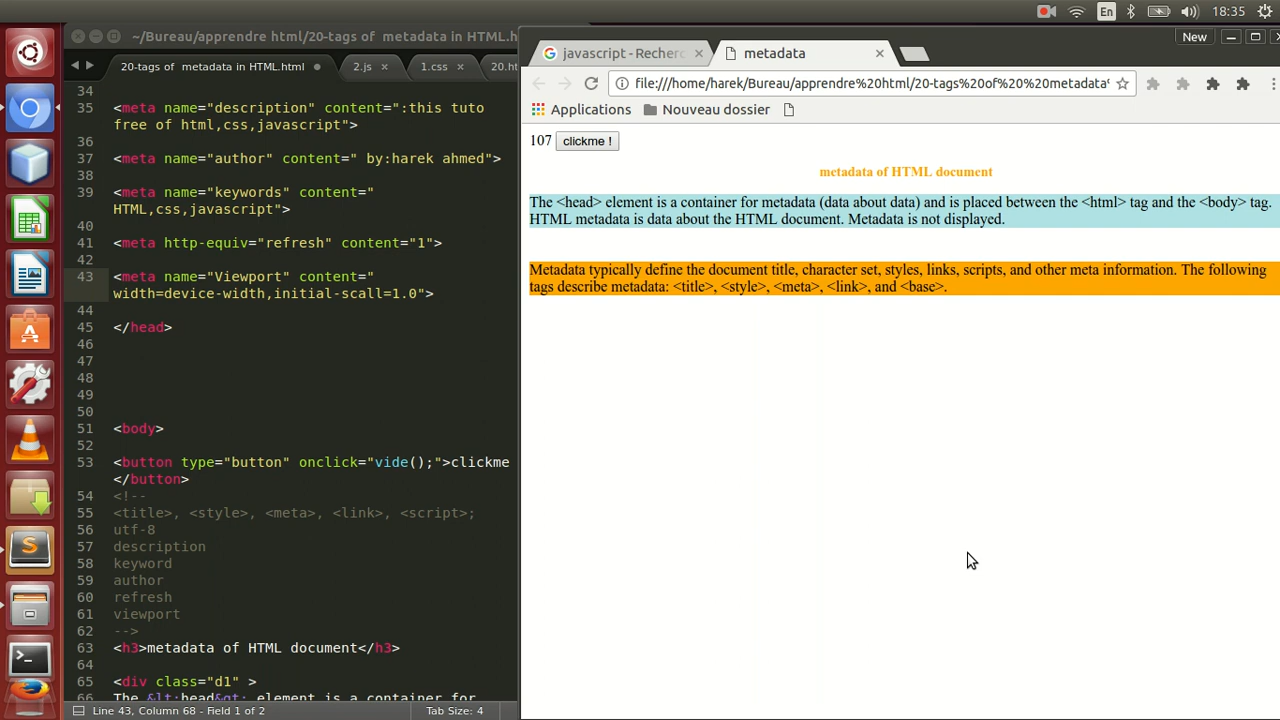 En 18:35
~/Bureau/apprendre html/20-tags of  metadata in HTML.h
New
20-tags of  metadata in HTML.html
2.js
1.css
20.ht
javascript - Recherc
metadata
file:///home/harek/Bureau/apprendre%20html/20-tags%20of%20%20metadata%
Applications Nouveau dossier
34
35 <meta name="description" content=":this tuto
free of html,css,javascript">
36
37 <meta name="author" content=" by:harek ahmed">
38
39 <meta name="keywords" content="
HTML,css,javascript">
40
41 <meta http-equiv="refresh" content="1">
42
43 <meta name="Viewport" content="
width=device-width,initial-scall=1.0">
44
45 </head>
46
47
48
49
50
51 <body>
52
53 <button type="button" onclick="vide();">clickme
</button>
54 <!--
55 <title>, <style>, <meta>, <link>, <script>;
56 utf-8
57 description
58 keyword
59 author
60 refresh
61 viewport
62 -->
63 <h3>metadata of HTML document</h3>
64
65 <div class="d1" >
66 The &lt;head&gt; element is a container for
Line 43, Column 68 - Field 1 of 2
Tab Size: 4
107 clickme !
metadata of HTML document
The <head> element is a container for metadata (data about data) and is placed between the <html> tag and the <body> tag.
HTML metadata is data about the HTML document. Metadata is not displayed.
Metadata typically define the document title, character set, styles, links, scripts, and other meta information. The following
tags describe metadata: <title>, <style>, <meta>, <link>, and <base>.